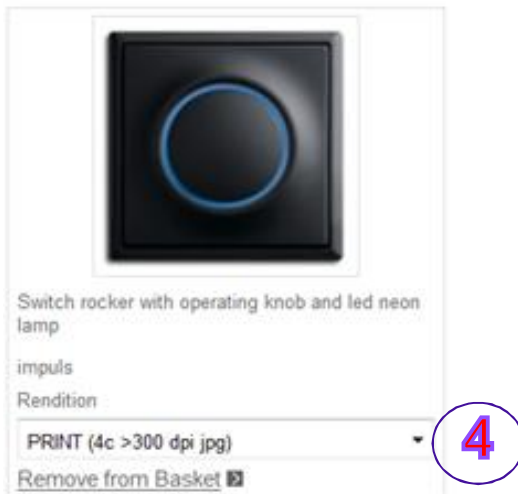 Switch rocker with operating knob and led neon
lamp
impuls
Rendition
PRINT (4c >300 dpi jpg)
4
Remove from Basket